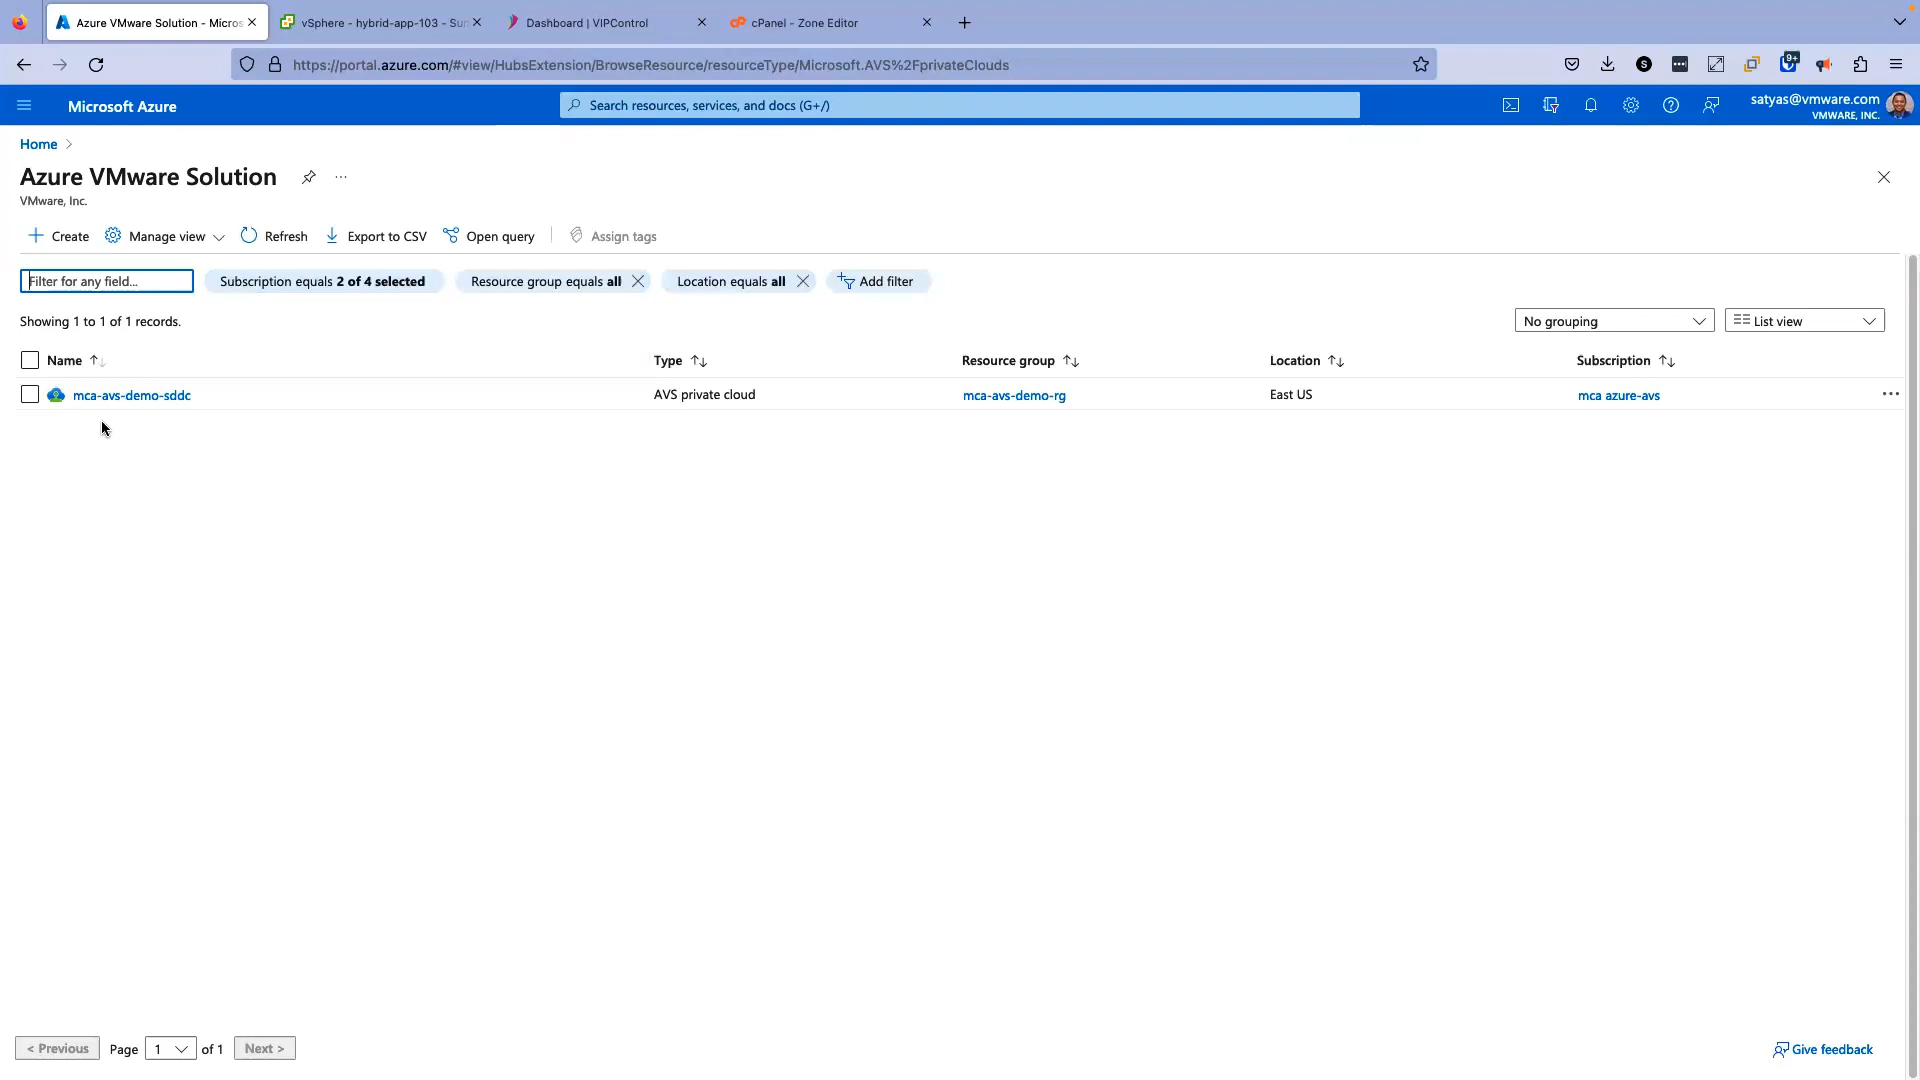 Azure VMware Solution - Micros
vSphere - hybrid-app-103 - Su
Dashboard | VIPControl
cPanel - Zone Editor
https://portal.azure.com/#view/HubsExtension/BrowseResource/resourceType/Microsoft.AVS%2FprivateClouds
S
9+
Microsoft Azure
Search resources, services, and docs (G+/)
satyas@vmware.com
VMWARE, INC.
Home
Azure VMware Solution
VMware, Inc.
Create
Manage view
Refresh
Export to CSV
Open query
Assign tags
Filter for any field...
Subscription equals 2 of 4 selected
Resource group equals all
Location equals all
Add filter
Showing 1 to 1 of 1 records.
No grouping
List view
Name
Type
Resource group
Location
Subscription
mca-avs-demo-sddc
AVS private cloud
mca-avs-demo-rg
East US
mca azure-avs
< Previous
Page
1
of 1
Next >
Give feedback